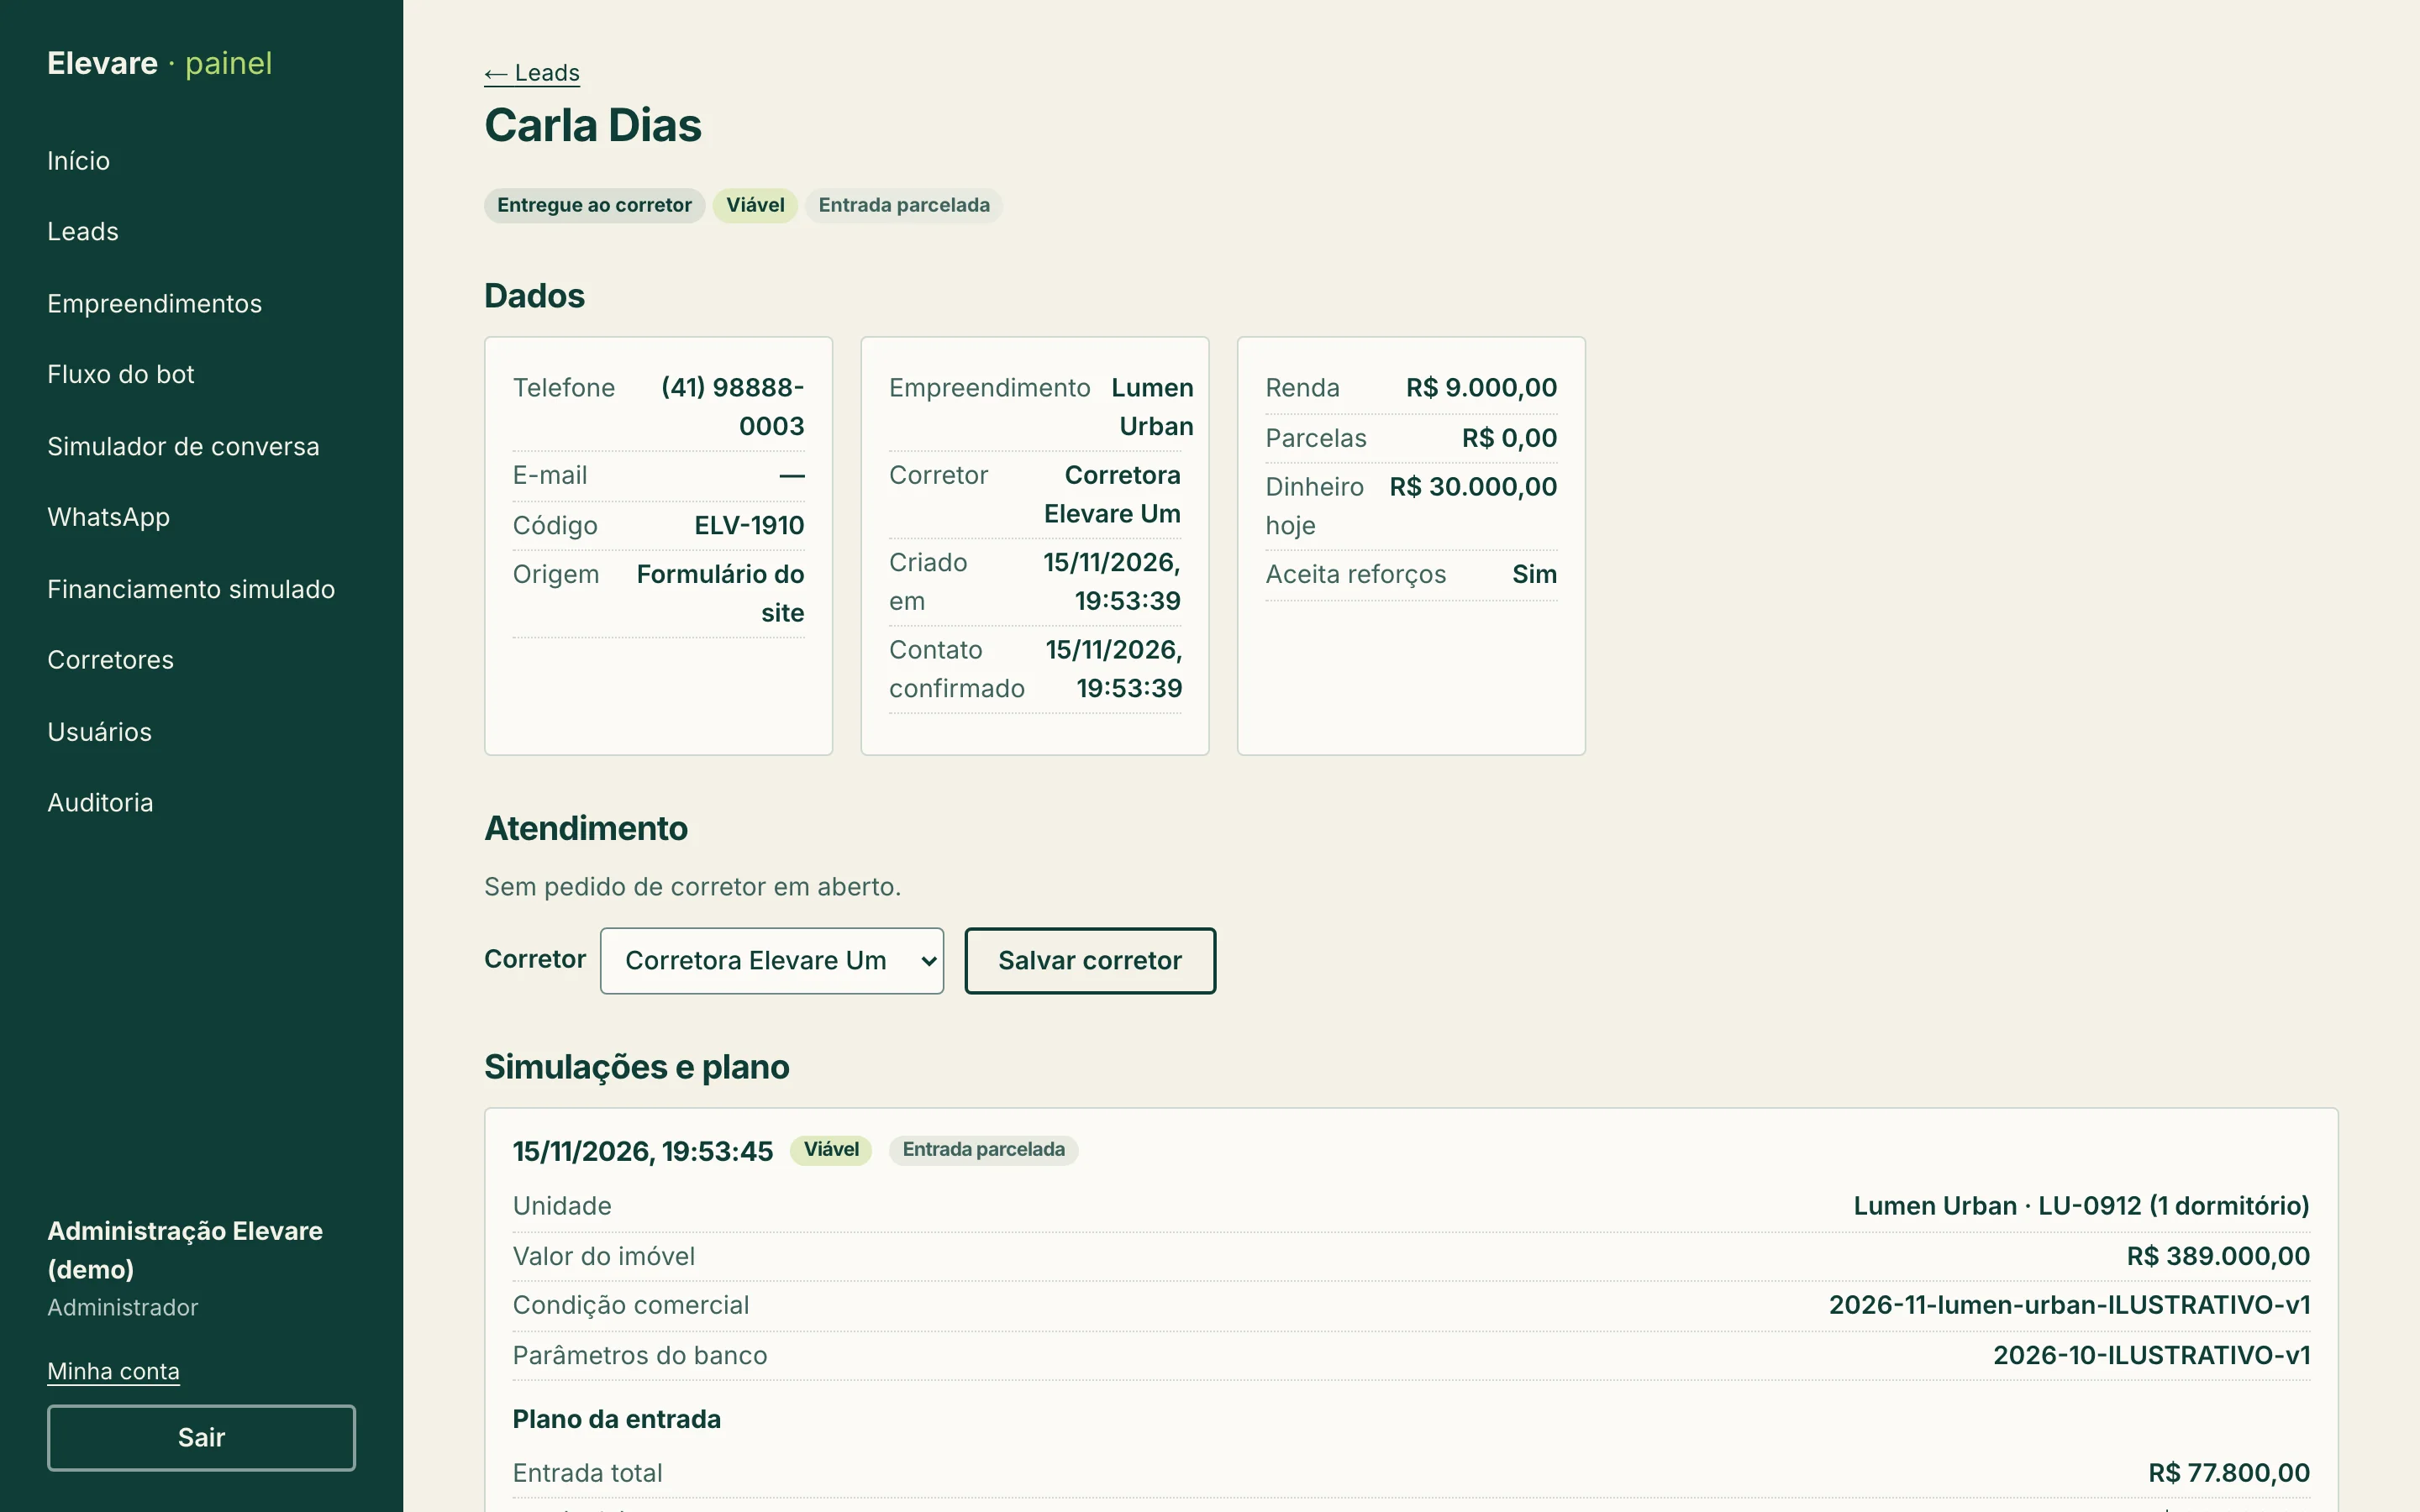 Elevare · painel
Início
Leads
Empreendimentos
Fluxo do bot
Simulador de conversa
WhatsApp
Financiamento simulado
Corretores
Usuários
Auditoria
Administração Elevare
(demo)
Administrador
Minha conta
Sair
← Leads
Carla Dias
Entregue ao corretor Viável Entrada parcelada
Dados
Telefone (41) 98888-
0003
E-mail —
Código ELV-1910
Origem Formulário do
site
Empreendimento Lumen
Urban
Corretor Corretora
Elevare Um
Criado 15/11/2026,
em 19:53:39
Contato 15/11/2026,
confirmado 19:53:39
Renda R$ 9.000,00
Parcelas R$ 0,00
Dinheiro R$ 30.000,00
hoje
Aceita reforços Sim
Atendimento
Sem pedido de corretor em aberto.
Corretor Corretora Elevare Um Salvar corretor
Simulações e plano
15/11/2026, 19:53:45 Viável Entrada parcelada
Unidade Lumen Urban · LU-0912 (1 dormitório)
Valor do imóvel R$ 389.000,00
Condição comercial 2026-11-lumen-urban-ILUSTRATIVO-v1
Parâmetros do banco 2026-10-ILUSTRATIVO-v1
Plano da entrada
Entrada total R$ 77.800,00